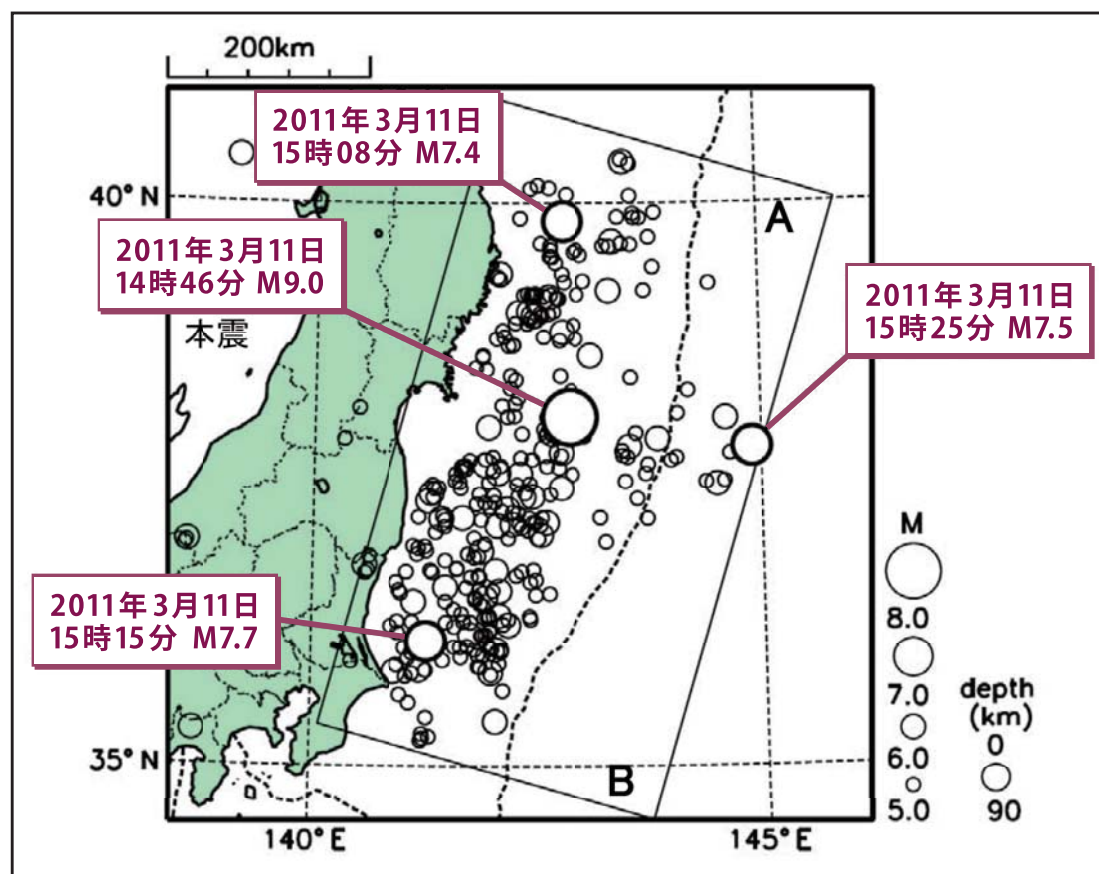 200km
2011年3月11日
15時08分 M7.4
40°N
A
2011年3月11日
14時46分 M9.0
本震
2011年3月11日
15時25分 M7.5
2011年3月11日
15時15分 M7.7
35°N
B
140°E
145°E
M
8.0
7.0
6.0
5.0
depth
(km)
0
90